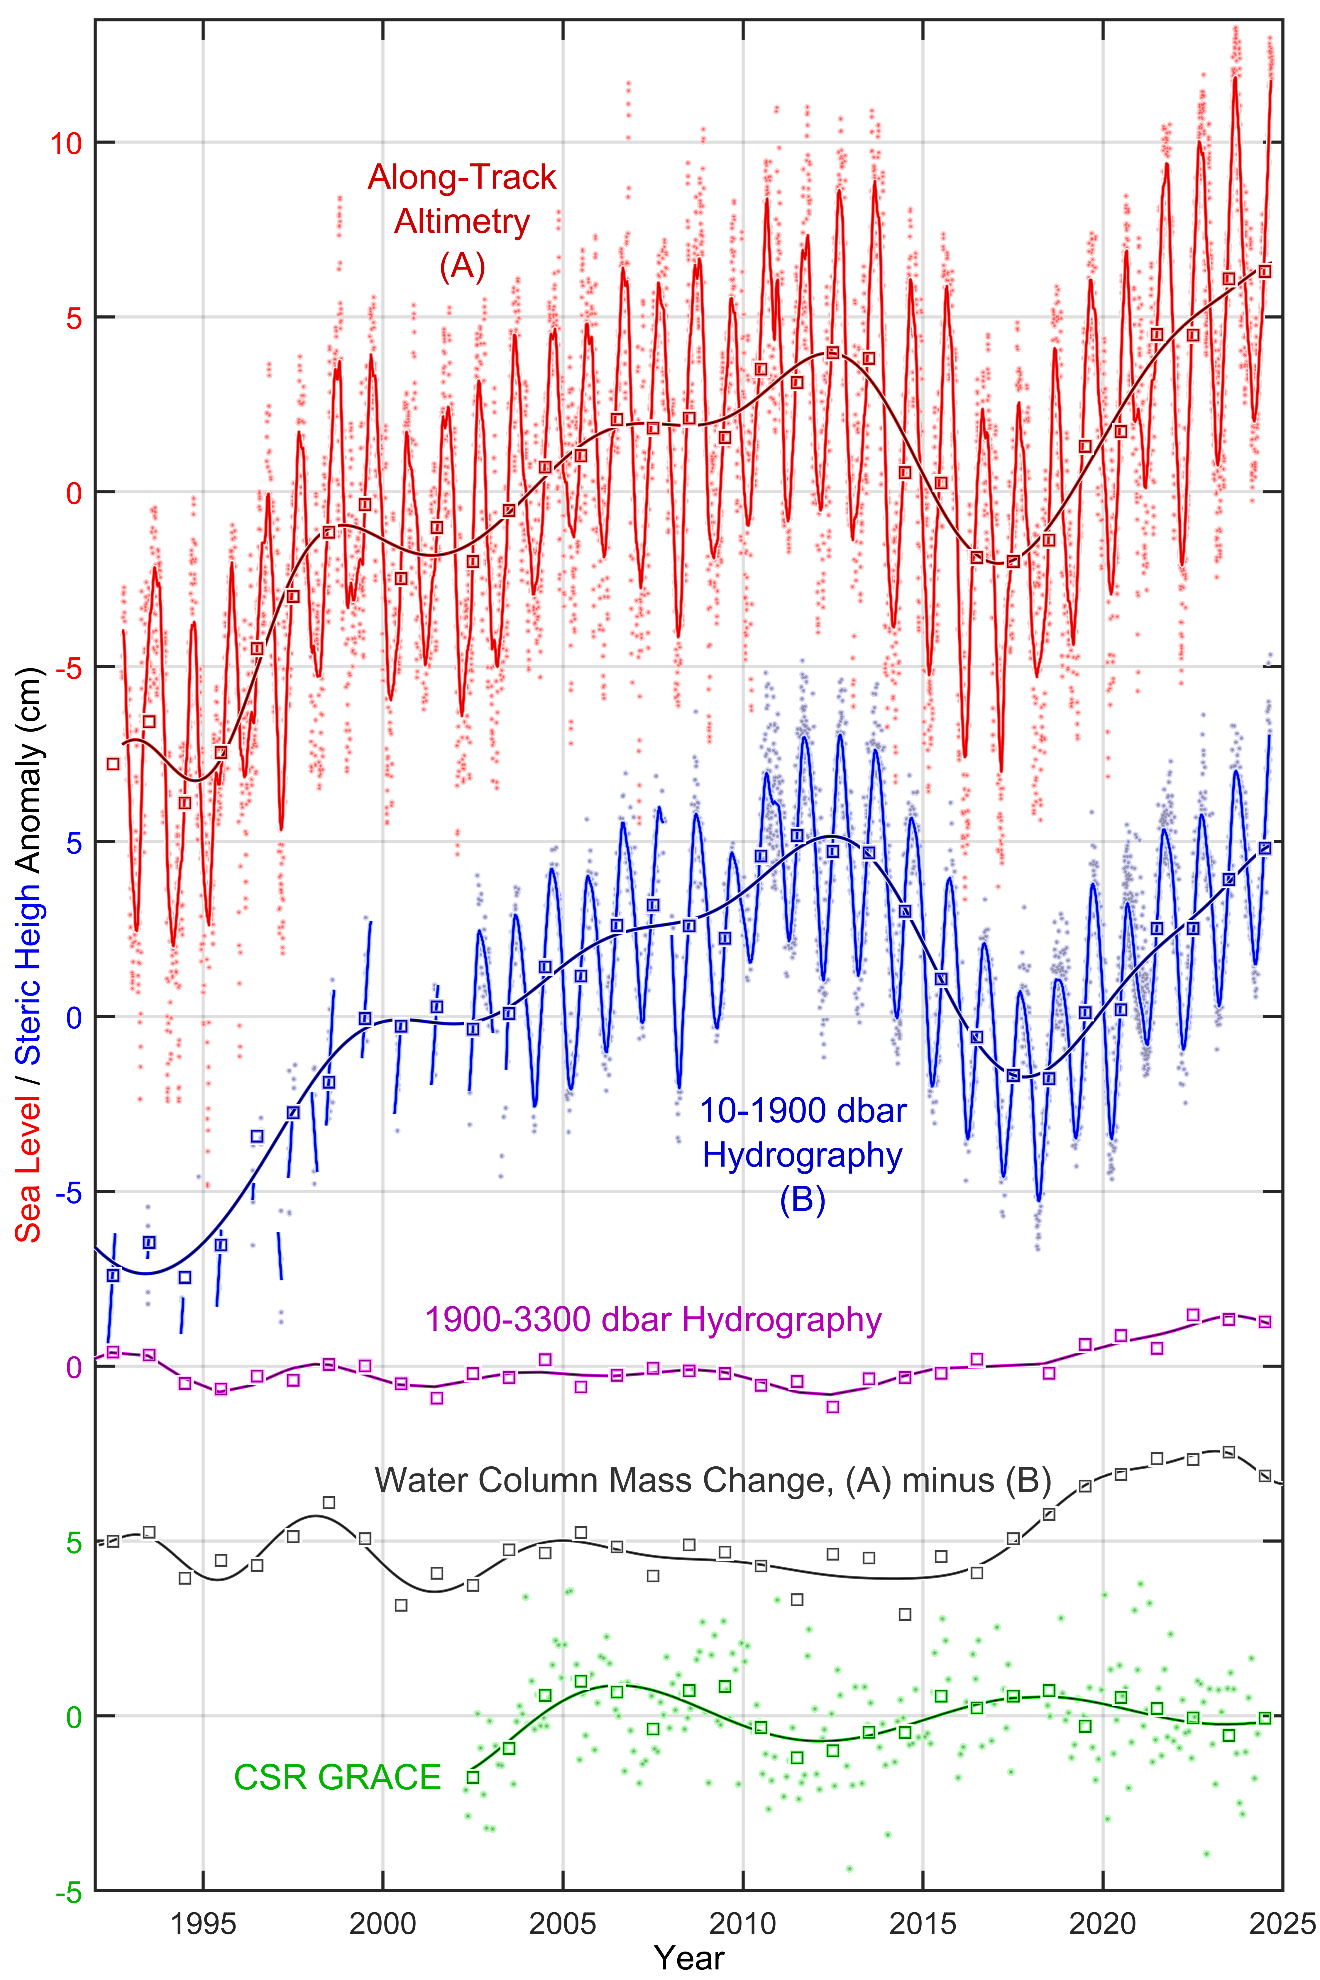 10
Along-Track
Altimetry
(A)
5
0
-5
Sea Level / Steric Heigh Anomaly (cm)
5
0
10-1900 dbar
Hydrography
(B)
-5
1900-3300 dbar Hydrography
0
Water Column Mass Change, (A) minus (B)
5
0
CSR GRACE
-5
1995 2000 2005 2010 2015 2020 2025
Year